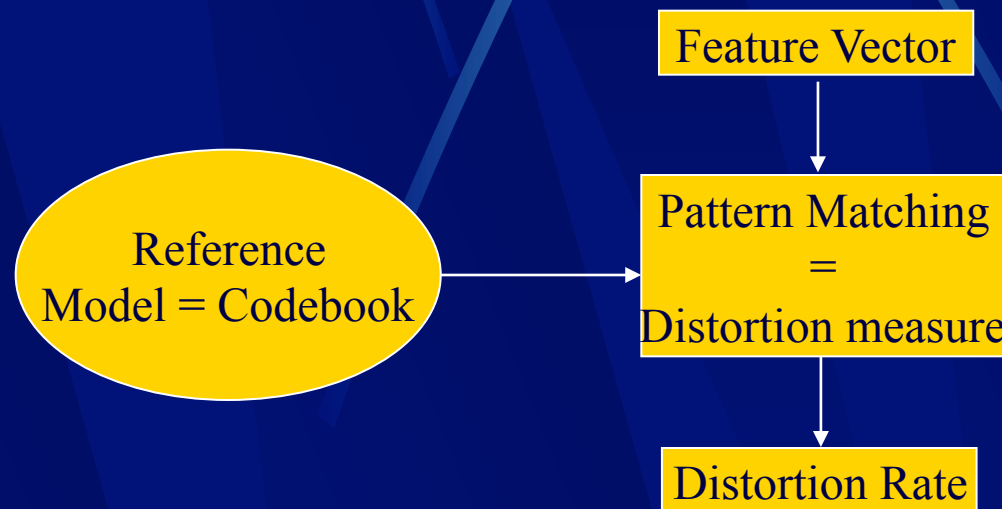 Feature Vector
Reference
Model = Codebook
Pattern Matching
=
Distortion measure
Distortion Rate